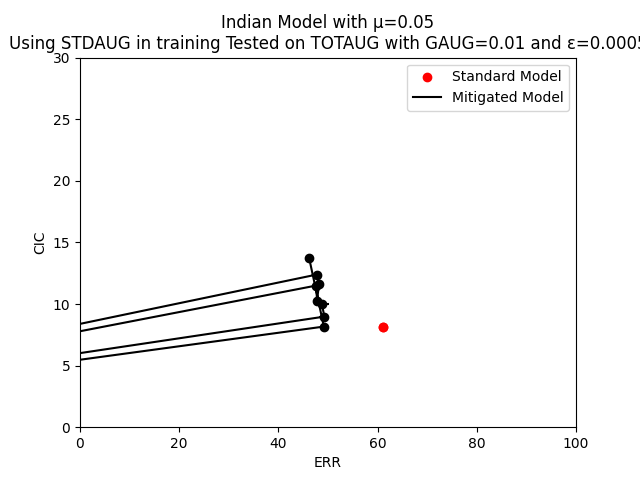 Indian Model with μ=0.05
Using STDAUG in training Tested on TOTAUG with GAUG=0.01 and ε=0.0005
Standard Model
Mitigated Model
30
25
20
15
10
5
0
CIC
0 20 40 60 80 100
ERR